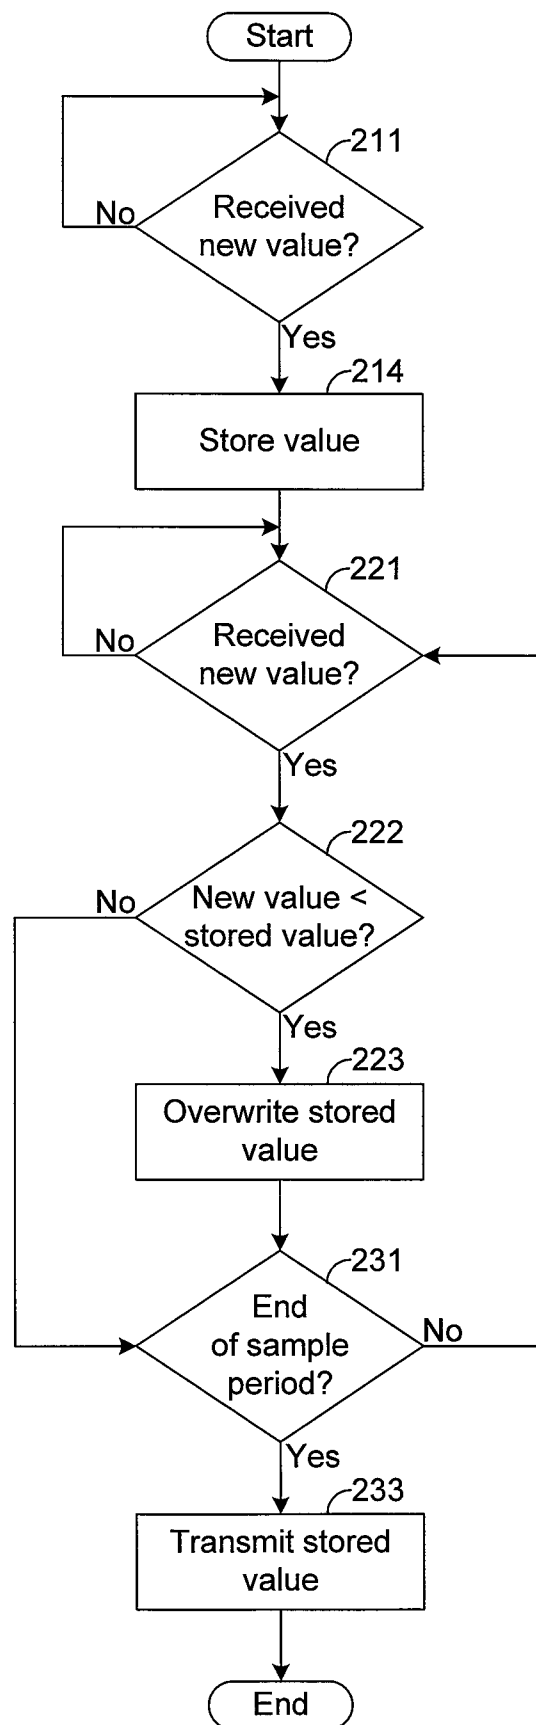 Start
211
No
Received
new value?
Yes
214
Store value
221
No
Received
new value?
Yes
222
No
New value <
stored value?
Yes
223
Overwrite stored
value
231
End
of sample
period?
No
Yes
233
Transmit stored
value
End